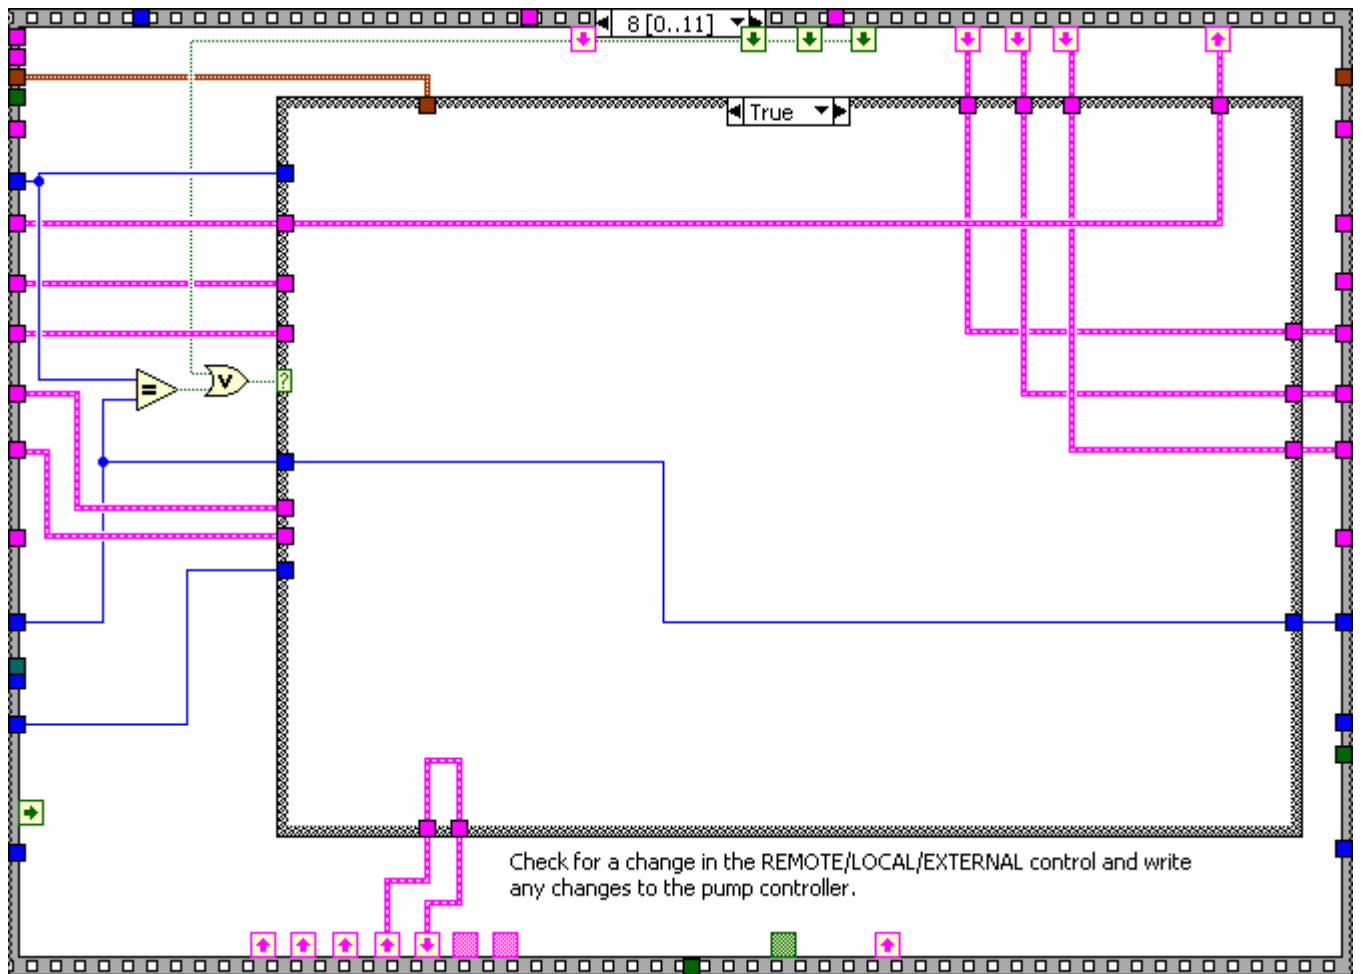 8 [0..11]
True
=
v
?
Check for a change in the REMOTE/LOCAL/EXTERNAL control and write
any changes to the pump controller.